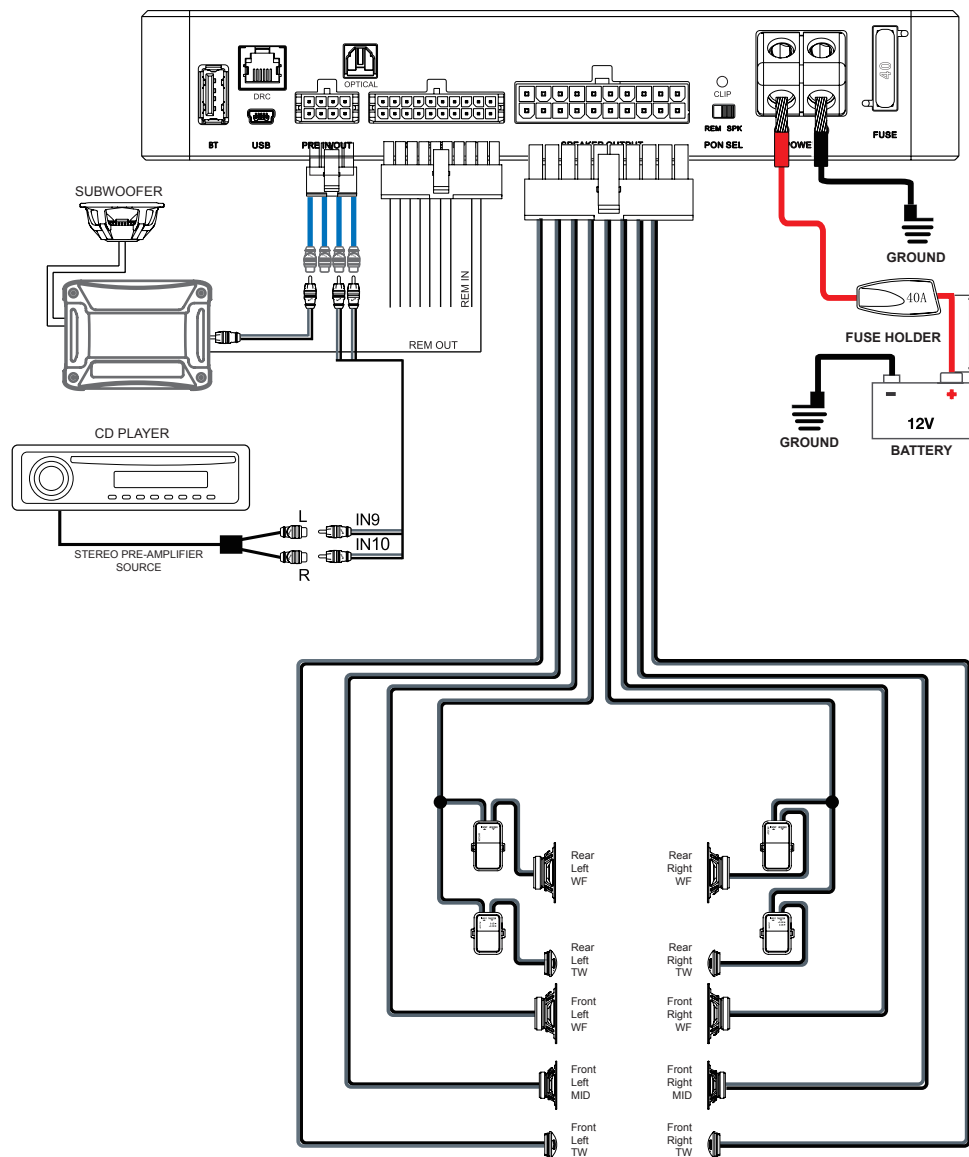 OPTICAL
DRC
CLIP
REM SPK
BT
USB
PRE IN/OUT
SPEAKER OUTPUT
PON SEL
POWE
FUSE
40
SUBWOOFER
REM IN
REM OUT
GROUND
40A
FUSE HOLDER
GROUND
- +
12V
BATTERY
CD PLAYER
L
IN9
IN10
R
STEREO PRE-AMPLIFIER
SOURCE
Rear
Left
WF
Rear
Right
WF
Rear
Left
TW
Rear
Right
TW
Front
Left
WF
Front
Right
WF
Front
Left
MID
Front
Right
MID
Front
Left
TW
Front
Right
TW